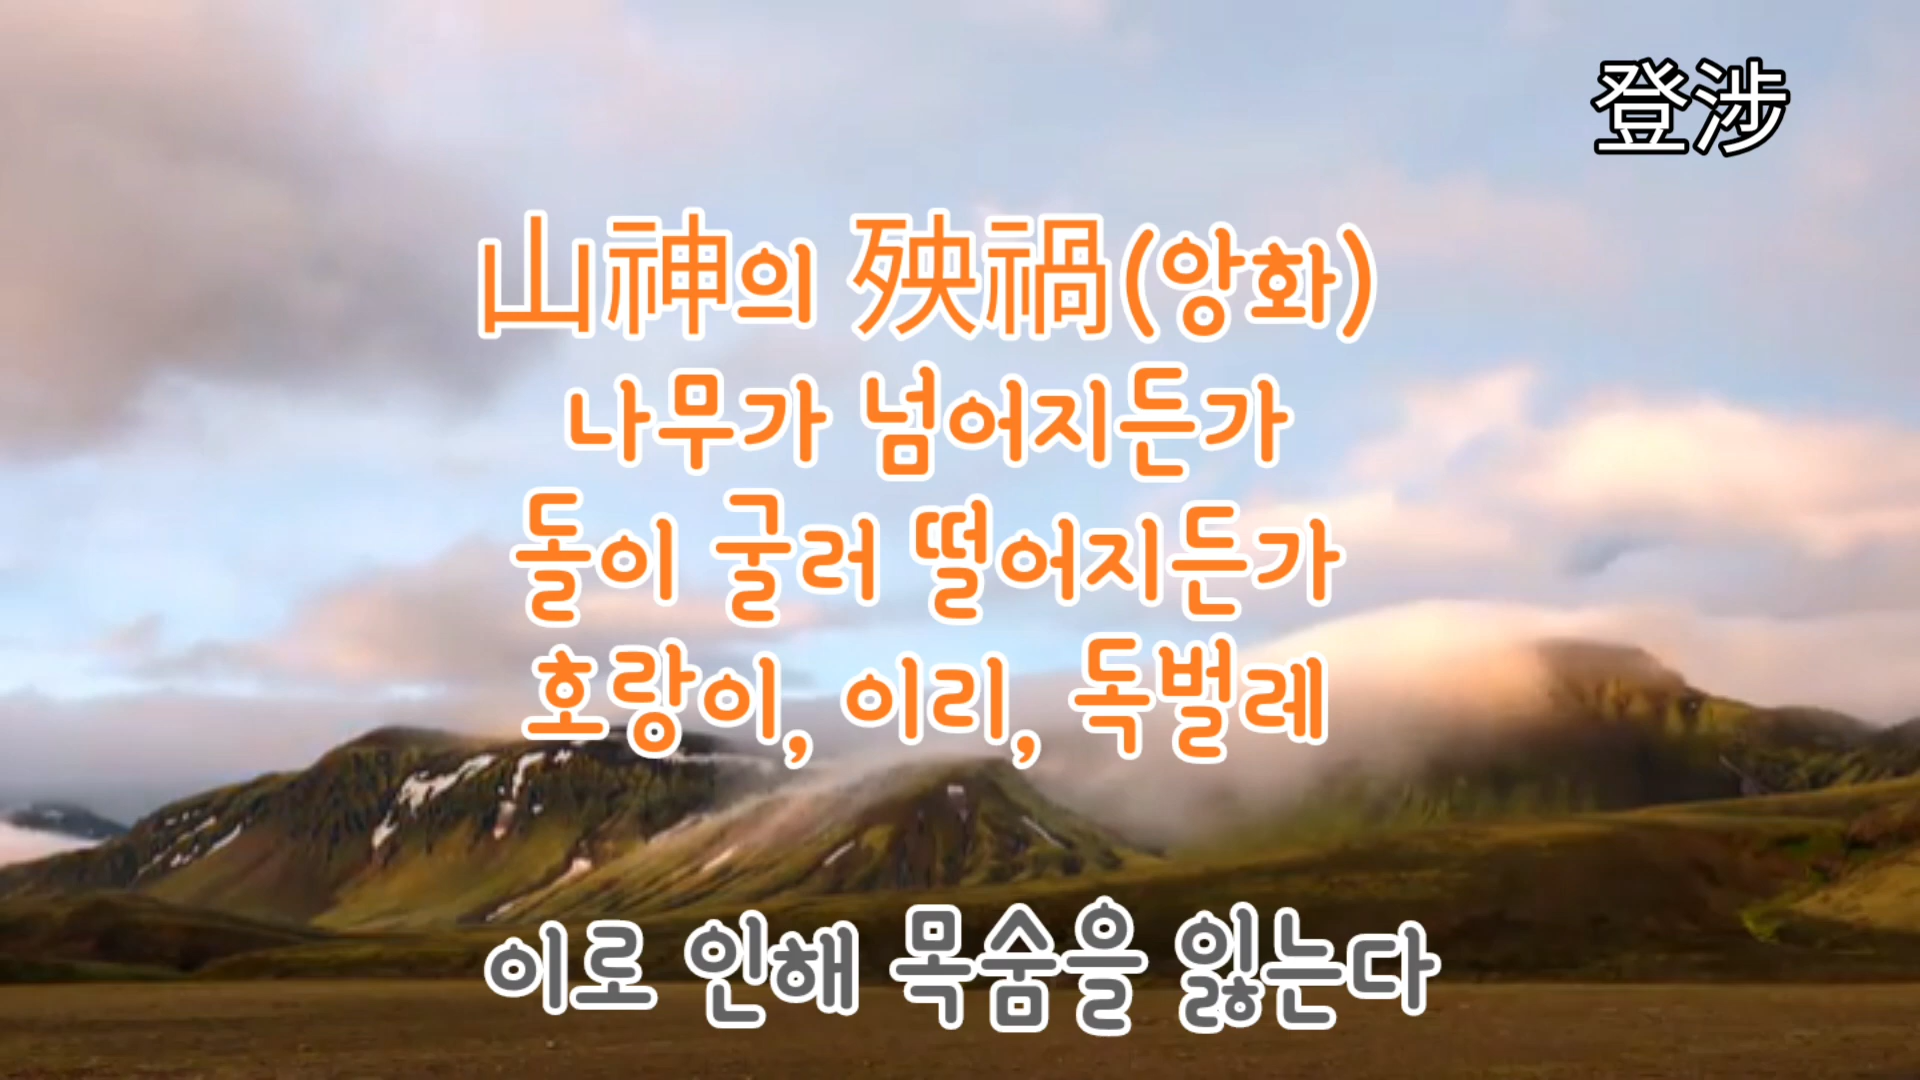 登涉
山神의 殃禍(앙화)
나무가 넘어지든가
돌이 굴러 떨어지든가
호랑이, 이리, 독벌레
이로 인해 목숨을 잃는다